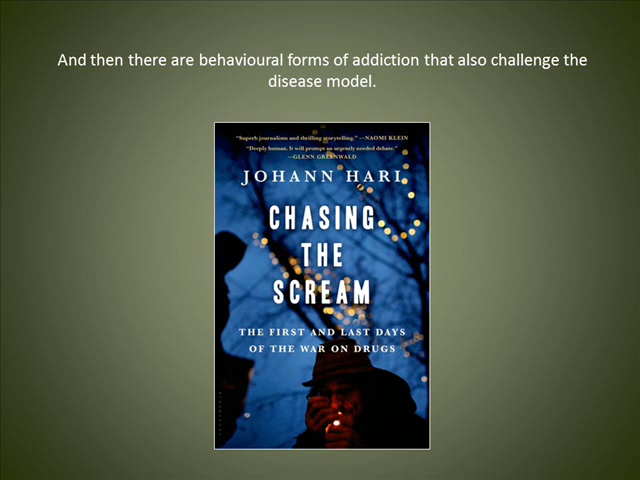 And then there are behavioural forms of addiction that also challenge the
disease model.
"Superb journalism and thrilling storytelling." —NAOMI KLEIN
"Deeply human. It will prompt an urgently needed debate."
—GLENN GREENWALD
JOHANN HARI
CHASING
THE
SCREAM
THE FIRST AND LAST DAYS
OF THE WAR ON DRUGS